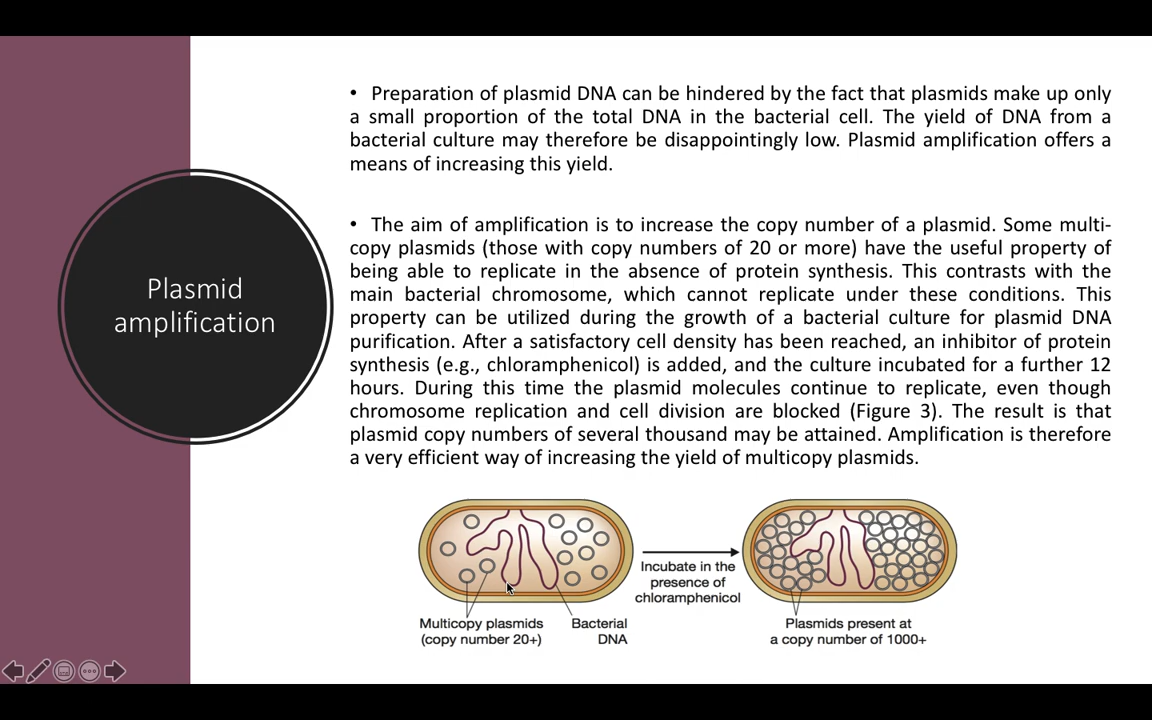 Plasmid
amplification
• Preparation of plasmid DNA can be hindered by the fact that plasmids make up only
a small proportion of the total DNA in the bacterial cell. The yield of DNA from a
bacterial culture may therefore be disappointingly low. Plasmid amplification offers a
means of increasing this yield.
• The aim of amplification is to increase the copy number of a plasmid. Some multi-
copy plasmids (those with copy numbers of 20 or more) have the useful property of
being able to replicate in the absence of protein synthesis. This contrasts with the
main bacterial chromosome, which cannot replicate under these conditions. This
property can be utilized during the growth of a bacterial culture for plasmid DNA
purification. After a satisfactory cell density has been reached, an inhibitor of protein
synthesis (e.g., chloramphenicol) is added, and the culture incubated for a further 12
hours. During this time the plasmid molecules continue to replicate, even though
chromosome replication and cell division are blocked (Figure 3). The result is that
plasmid copy numbers of several thousand may be attained. Amplification is therefore
a very efficient way of increasing the yield of multicopy plasmids.
Incubate in the
presence of
chloramphenicol
Multicopy plasmids
(copy number 20+)
Bacterial
DNA
Plasmids present at
a copy number of 1000+